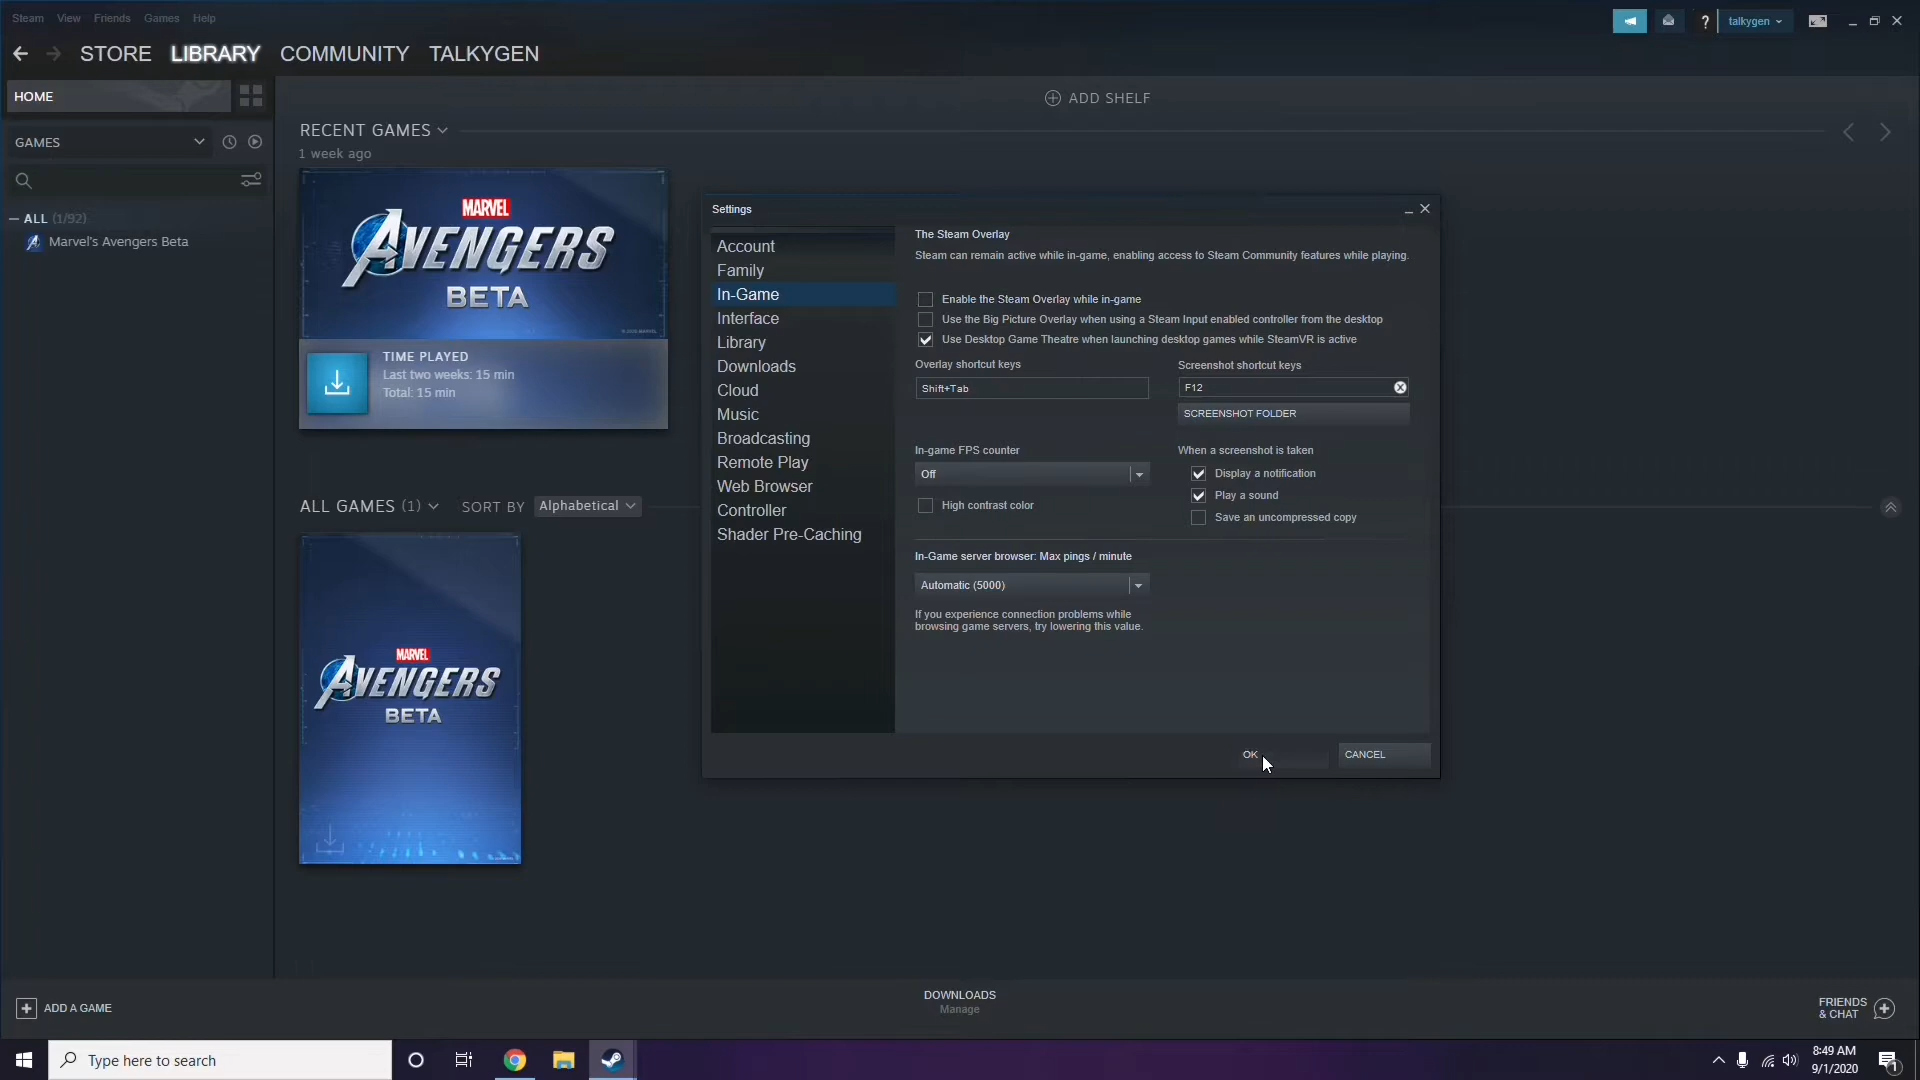 Steam View Friends Games Help
talkygen
STORE LIBRARY COMMUNITY TALKYGEN
HOME
ADD SHELF
GAMES
ALL (1/92)
Marvel's Avengers Beta
RECENT GAMES
1 week ago
MARVEL
AVENGERS
BETA
TIME PLAYED
Last two weeks: 15 min
Total: 15 min
ALL GAMES (1) SORT BY Alphabetical
MARVEL
AVENGERS
BETA
Settings
Account
Family
In-Game
Interface
Library
Downloads
Cloud
Music
Broadcasting
Remote Play
Web Browser
Controller
Shader Pre-Caching
The Steam Overlay
Steam can remain active while in-game, enabling access to Steam Community features while playing.
Enable the Steam Overlay while in-game
Use the Big Picture Overlay when using a Steam Input enabled controller from the desktop
Use Desktop Game Theatre when launching desktop games while SteamVR is active
Overlay shortcut keys
Shift+Tab
Screenshot shortcut keys
F12
SCREENSHOT FOLDER
In-game FPS counter
Off
High contrast color
When a screenshot is taken
Display a notification
Play a sound
Save an uncompressed copy
In-Game server browser: Max pings / minute
Automatic (5000)
If you experience connection problems while
browsing game servers, try lowering this value.
OK CANCEL
ADD A GAME
DOWNLOADS
Manage
FRIENDS
& CHAT
Type here to search
8:49 AM
9/1/2020
1